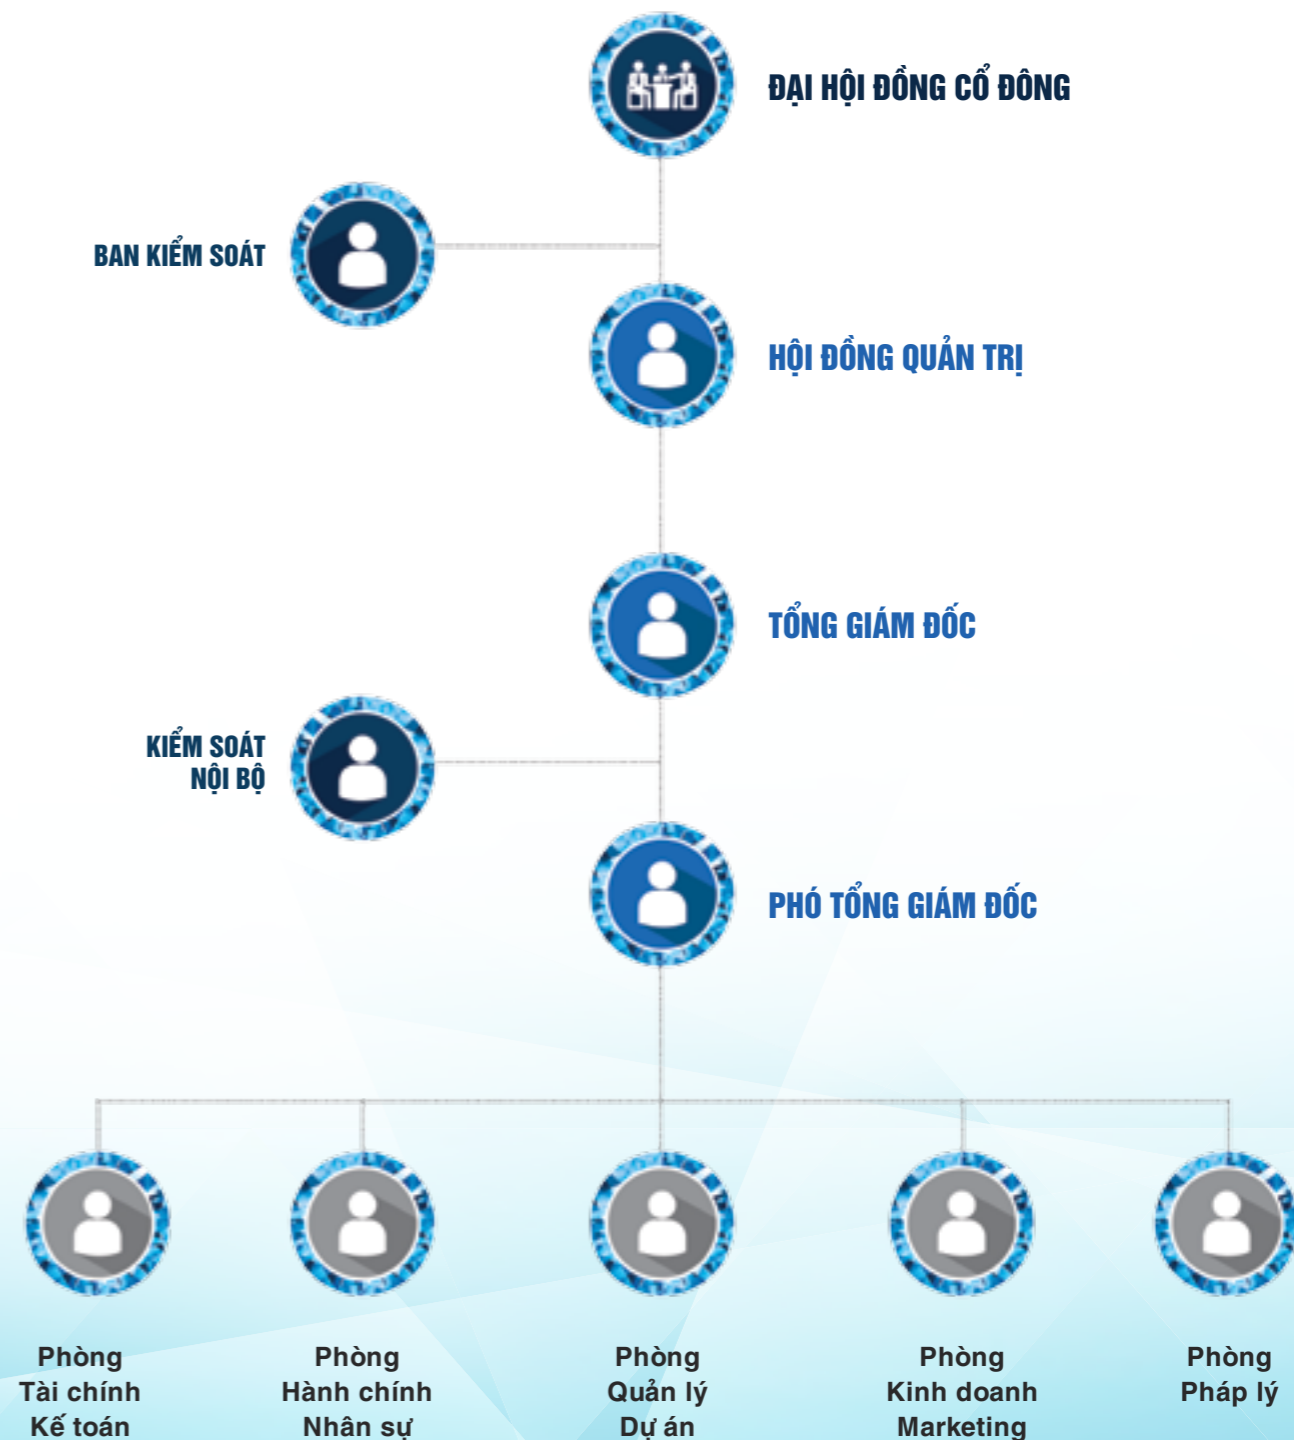 ĐẠI HỘI ĐỒNG CỔ ĐÔNG
BAN KIỂM SOÁT
HỘI ĐỒNG QUẢN TRỊ
TỔNG GIÁM ĐỐC
KIỂM SOÁT
NỘI BỘ
PHÓ TỔNG GIÁM ĐỐC
Phòng
Tài chính
Kế toán
Phòng
Hành chính
Nhân sự
Phòng
Quản lý
Dự án
Phòng
Kinh doanh
Marketing
Phòng
Pháp lý